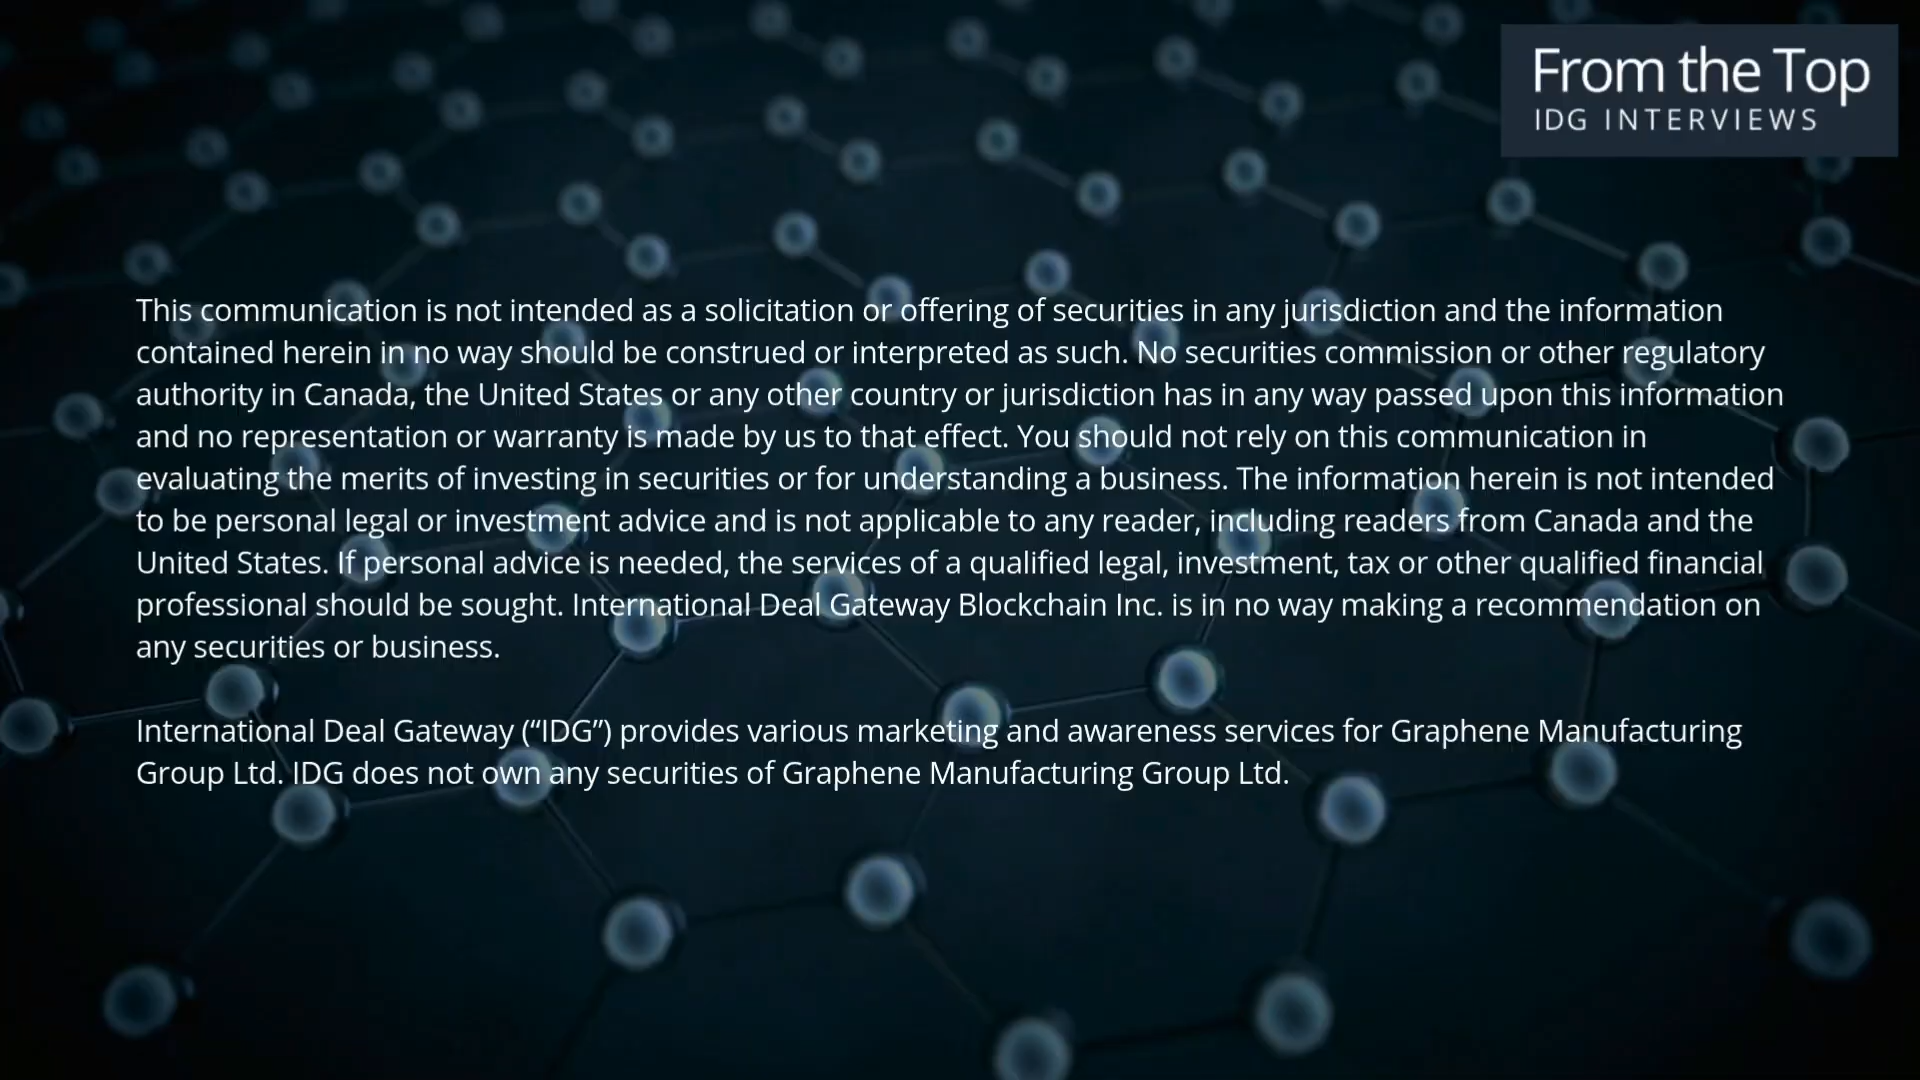 From the Top
IDG INTERVIEWS
This communication is not intended as a solicitation or offering of securities in any jurisdiction and the information
contained herein in no way should be construed or interpreted as such. No securities commission or other regulatory
authority in Canada, the United States or any other country or jurisdiction has in any way passed upon this information
and no representation or warranty is made by us to that effect. You should not rely on this communication in
evaluating the merits of investing in securities or for understanding a business. The information herein is not intended
to be personal legal or investment advice and is not applicable to any reader, including readers from Canada and the
United States. If personal advice is needed, the services of a qualified legal, investment, tax or other qualified financial
professional should be sought. International Deal Gateway Blockchain Inc. is in no way making a recommendation on
any securities or business.
International Deal Gateway (“IDG”) provides various marketing and awareness services for Graphene Manufacturing
Group Ltd. IDG does not own any securities of Graphene Manufacturing Group Ltd.